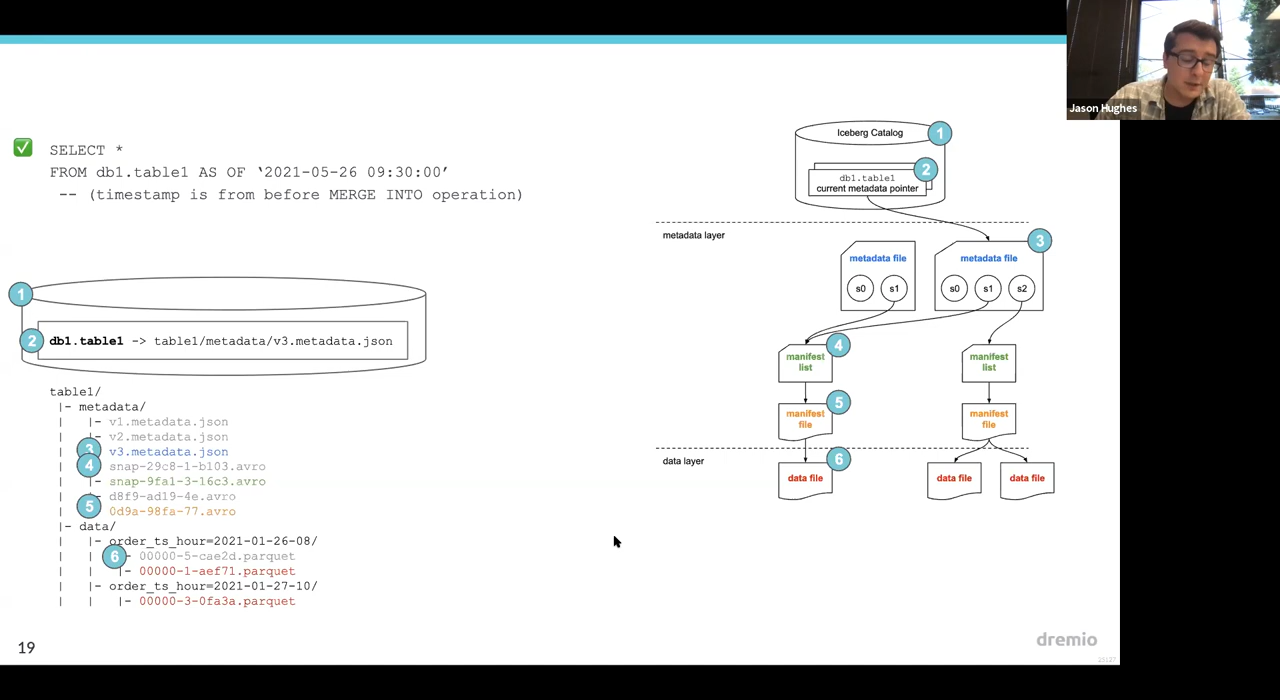 Jason Hughes
✅ SELECT *
FROM db1.table1 AS OF ‘2021-05-26 09:30:00’
-- (timestamp is from before MERGE INTO operation)
1
2
db1.table1 -> table1/metadata/v3.metadata.json
table1/
|- metadata/
| |- v1.metadata.json
| |- v2.metadata.json
3 v3.metadata.json
4 snap-29c8-1-b103.avro
snap-9fa1-3-16c3.avro
| |- d8f9-ad19-4e.avro
5 0d9a-98fa-77.avro
|- data/
| |- order_ts_hour=2021-01-26-08/
6 00000-5-cae2d.parquet
| | |- 00000-1-aef71.parquet
| |- order_ts_hour=2021-01-27-10/
| | |- 00000-3-0fa3a.parquet
Iceberg Catalog
1
db1.table1
current metadata pointer
2
metadata layer
metadata file
s0 s1
metadata file
s0 s1 s2
3
manifest
list
4
manifest
list
manifest
file
5
manifest
file
data layer
data file
6
data file
data file
19
dremio